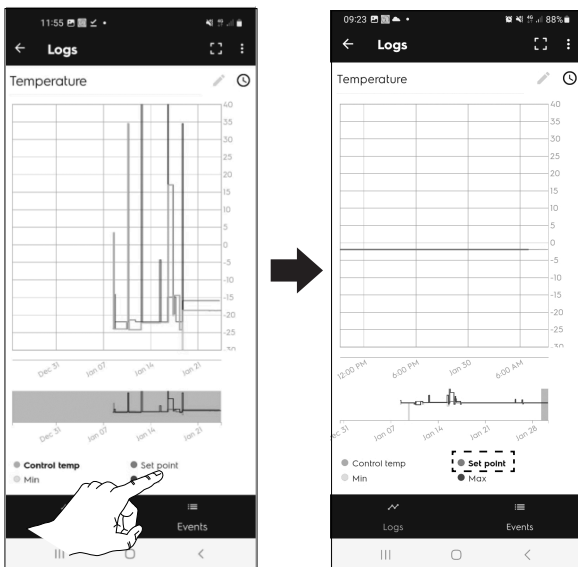 11:55
Logs
Temperature
40
35
30
25
20
15
10
5
0
-5
-10
-15
-20
-25
-30
Dec 31
Jan 07
Jan 14
Jan 21
Dec 31
Jan 07
Jan 14
Jan 21
Control temp
Set point
Min
Events
09:23
88%
Logs
Temperature
40
35
30
25
20
15
10
5
0
-5
-10
-15
-20
-25
-30
12:00 PM
6:00 PM
Jan 30
6:00 AM
Jan 07
Jan 14
Jan 21
Jan 28
Control temp
Set point
Min
Max
Logs
Events